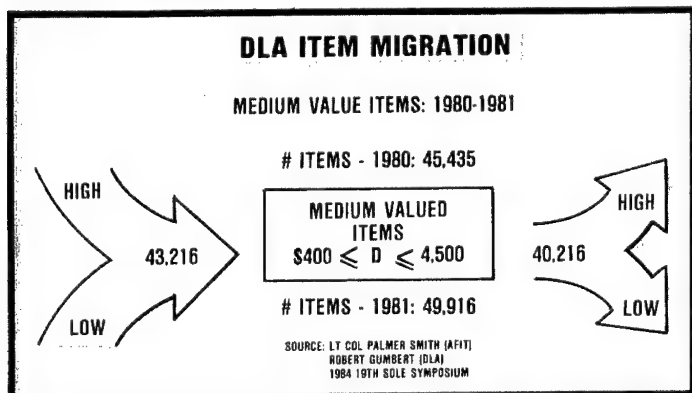 DLA ITEM MIGRATION
MEDIUM VALUE ITEMS: 1980-1981
# ITEMS - 1980: 45,435
HIGH
43,216
LOW
MEDIUM VALUED
ITEMS
$400 ≤ D ≤ 4,500
HIGH
40,216
LOW
# ITEMS - 1981: 49,916
SOURCE: LT COL PALMER SMITH (AFIT)
ROBERT GUMBERT (DLA)
1984 19TH SOLE SYMPOSIUM